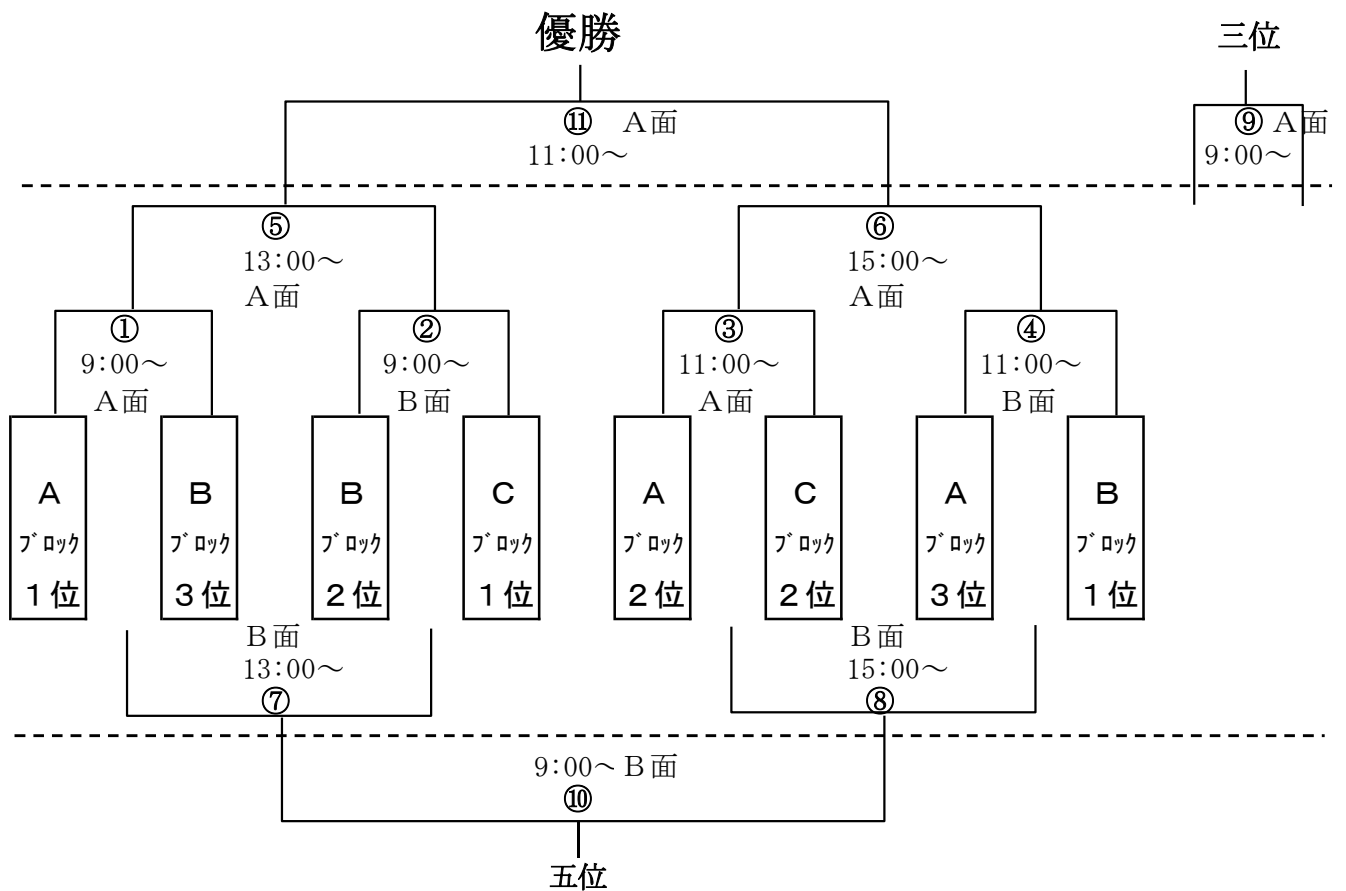 優勝
三位
⑪ A面
11:00～
⑨ A面
9:00～
⑤
13:00～
A面
⑥
15:00～
A面
①
9:00～
A面
②
9:00～
B面
③
11:00～
A面
④
11:00～
B面
A
ﾌﾞﾛｯｸ
1位
B
ﾌﾞﾛｯｸ
3位
B
ﾌﾞﾛｯｸ
2位
C
ﾌﾞﾛｯｸ
1位
A
ﾌﾞﾛｯｸ
2位
C
ﾌﾞﾛｯｸ
2位
A
ﾌﾞﾛｯｸ
3位
B
ﾌﾞﾛｯｸ
1位
B面
13:00～
⑦
B面
15:00～
⑧
9:00～ B面
⑩
五位